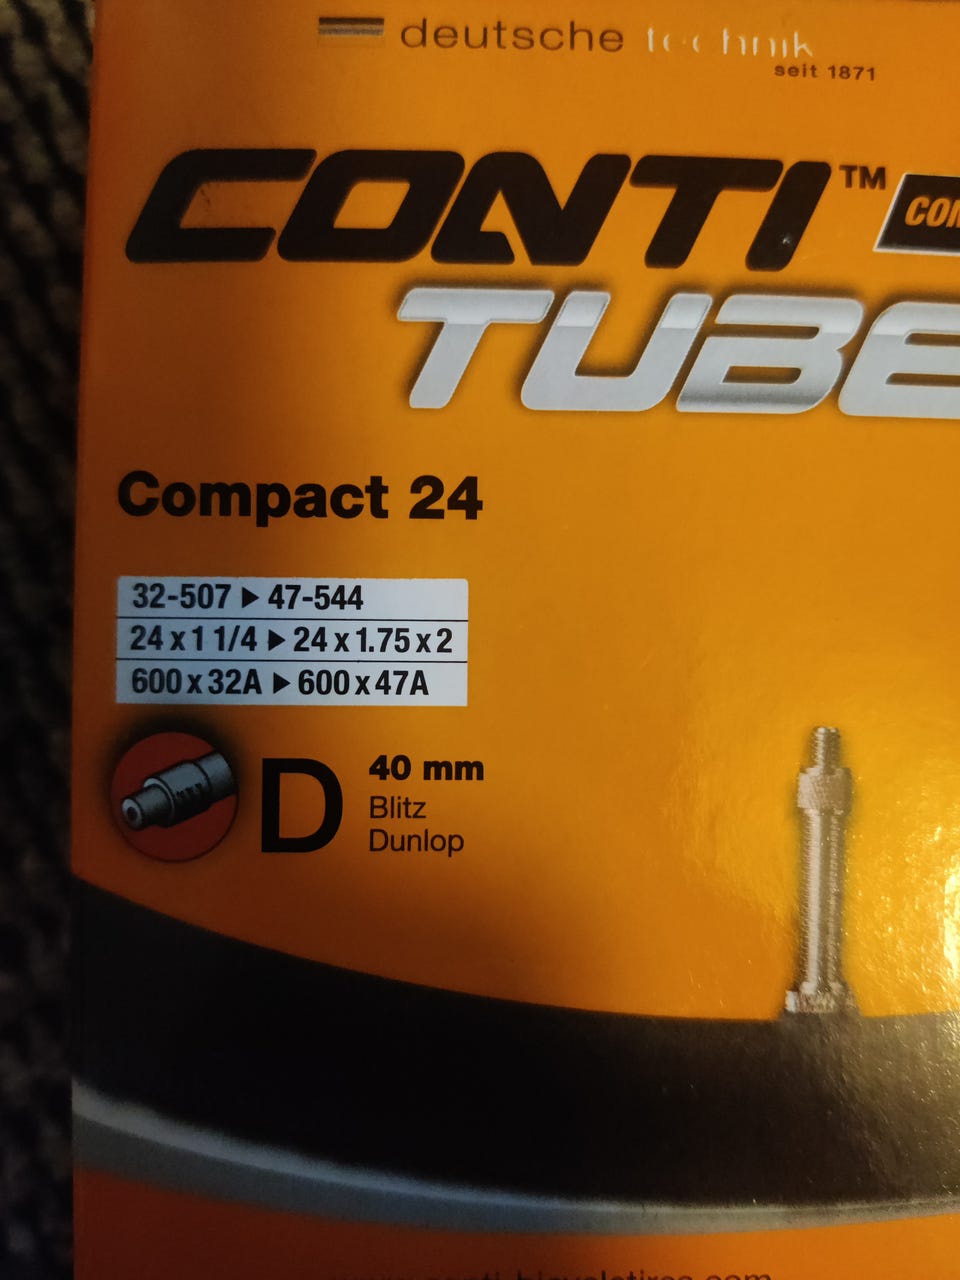 deutsche technik
seit 1871
CONTI™
TUBE
Compact 24
32-507 ▶ 47-544
24 x 1 1/4 ▶ 24 x 1.75 x 2
600 x 32A ▶ 600 x 47A
D
40 mm
Blitz
Dunlop